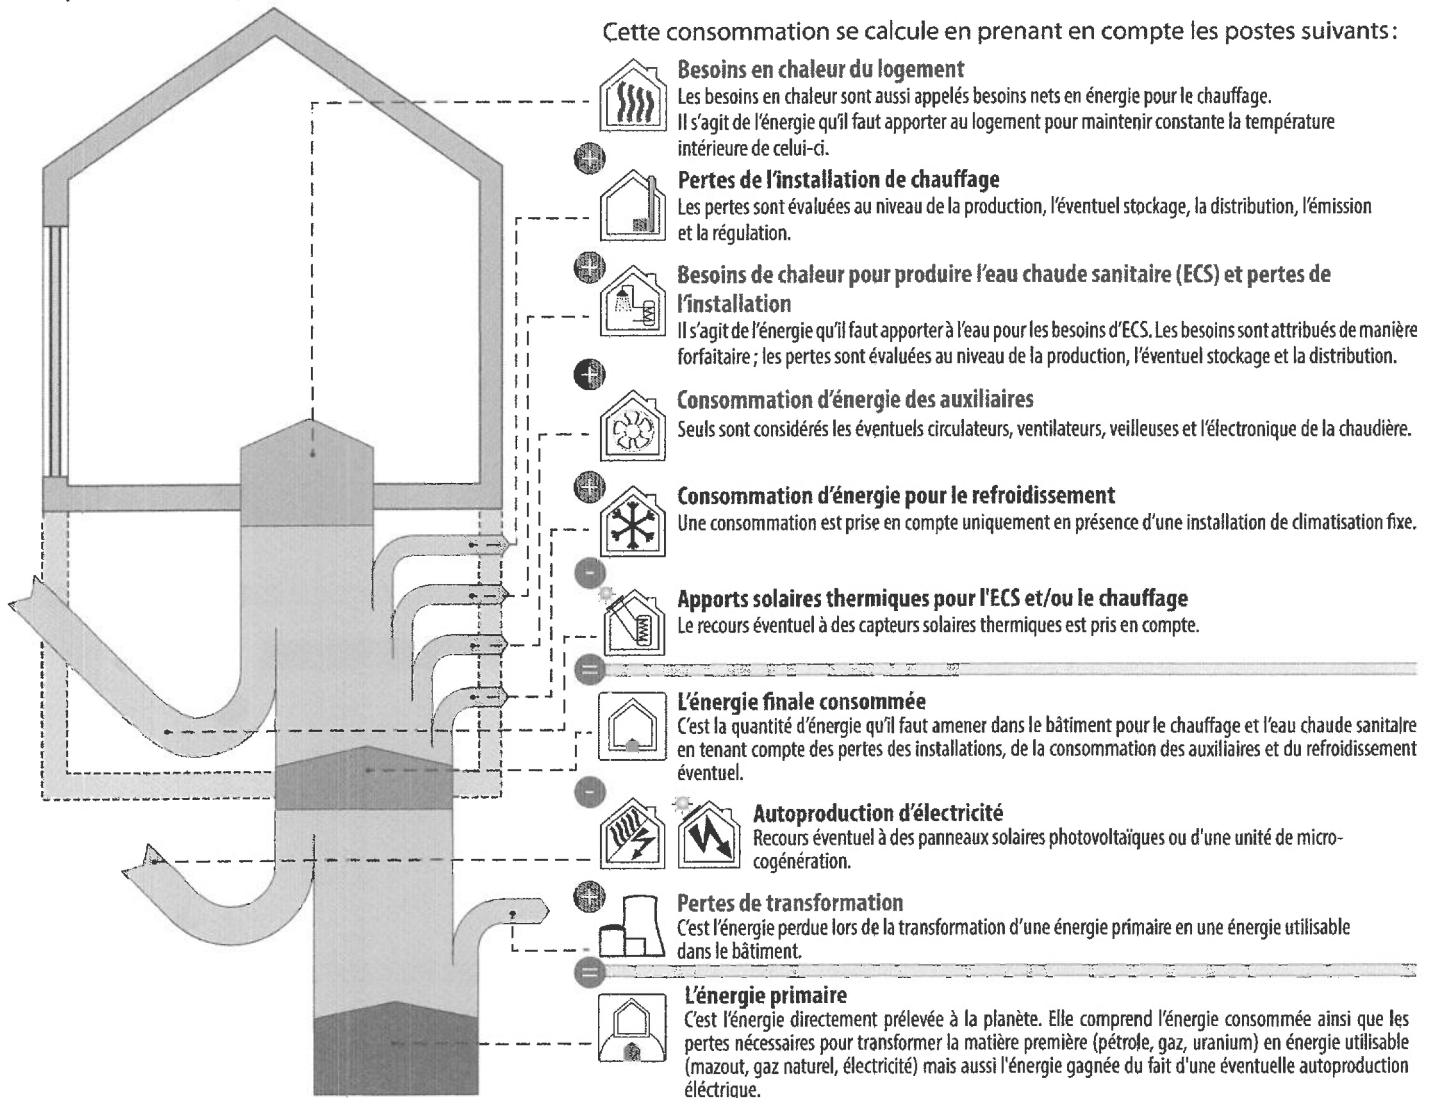 Cette consommation se calcule en prenant en compte les postes suivants :
Besoins en chaleur du logement
Les besoins en chaleur sont aussi appelés besoins nets en énergie pour le chauffage.
Il s'agit de l'énergie qu'il faut apporter au logement pour maintenir constante la température
intérieure de celui-ci.
+
Pertes de l'installation de chauffage
Les pertes sont évaluées au niveau de la production, l'éventuel stockage, la distribution, l'émission
et la régulation.
+
Besoins de chaleur pour produire l'eau chaude sanitaire (ECS) et pertes de
l'installation
Il s'agit de l'énergie qu'il faut apporter à l'eau pour les besoins d'ECS. Les besoins sont attribués de manière
forfaitaire ; les pertes sont évaluées au niveau de la production, l'éventuel stockage et la distribution.
+
Consommation d'énergie des auxiliaires
Seuls sont considérés les éventuels circulateurs, ventilateurs, veilleuses et l'électronique de la chaudière.
+
Consommation d'énergie pour le refroidissement
Une consommation est prise en compte uniquement en présence d'une installation de climatisation fixe.
-
Apports solaires thermiques pour l'ECS et/ou le chauffage
Le recours éventuel à des capteurs solaires thermiques est pris en compte.
=
L'énergie finale consommée
C'est la quantité d'énergie qu'il faut amener dans le bâtiment pour le chauffage et l'eau chaude sanitaire
en tenant compte des pertes des installations, de la consommation des auxiliaires et du refroidissement
éventuel.
-
Autoproduction d'électricité
Recours éventuel à des panneaux solaires photovoltaïques ou d'une unité de micro-
cogénération.
+
Pertes de transformation
C'est l'énergie perdue lors de la transformation d'une énergie primaire en une énergie utilisable
dans le bâtiment.
=
L'énergie primaire
C'est l'énergie directement prélevée à la planète. Elle comprend l'énergie consommée ainsi que les
pertes nécessaires pour transformer la matière première (pétrole, gaz, uranium) en énergie utilisable
(mazout, gaz naturel, électricité) mais aussi l'énergie gagnée du fait d'une éventuelle autoproduction
éléctrique.